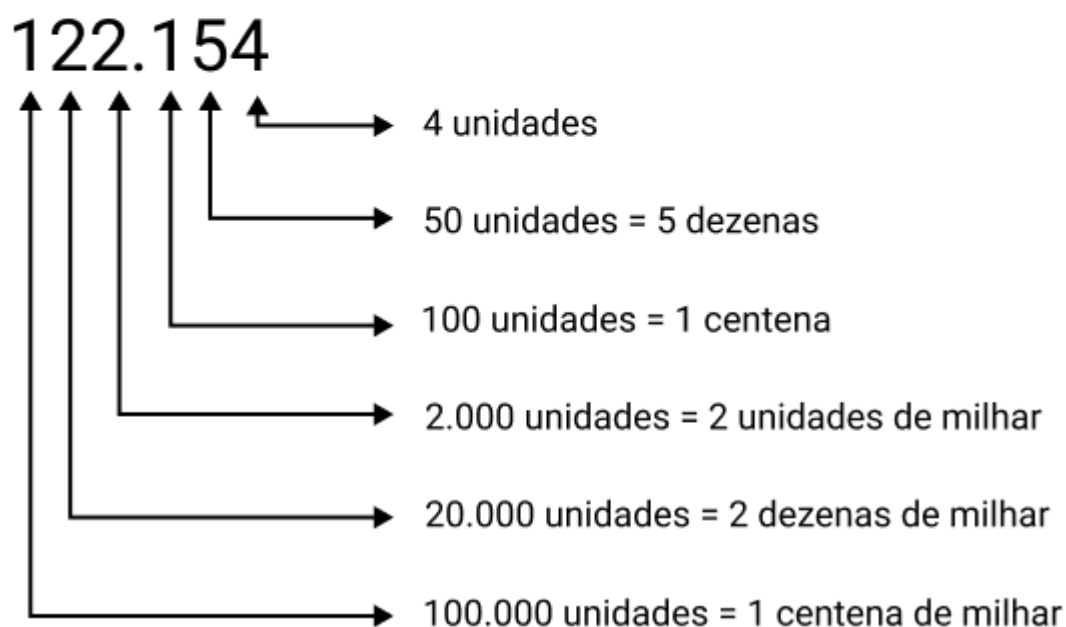 122.154
4 unidades
50 unidades = 5 dezenas
100 unidades = 1 centena
2.000 unidades = 2 unidades de milhar
20.000 unidades = 2 dezenas de milhar
100.000 unidades = 1 centena de milhar